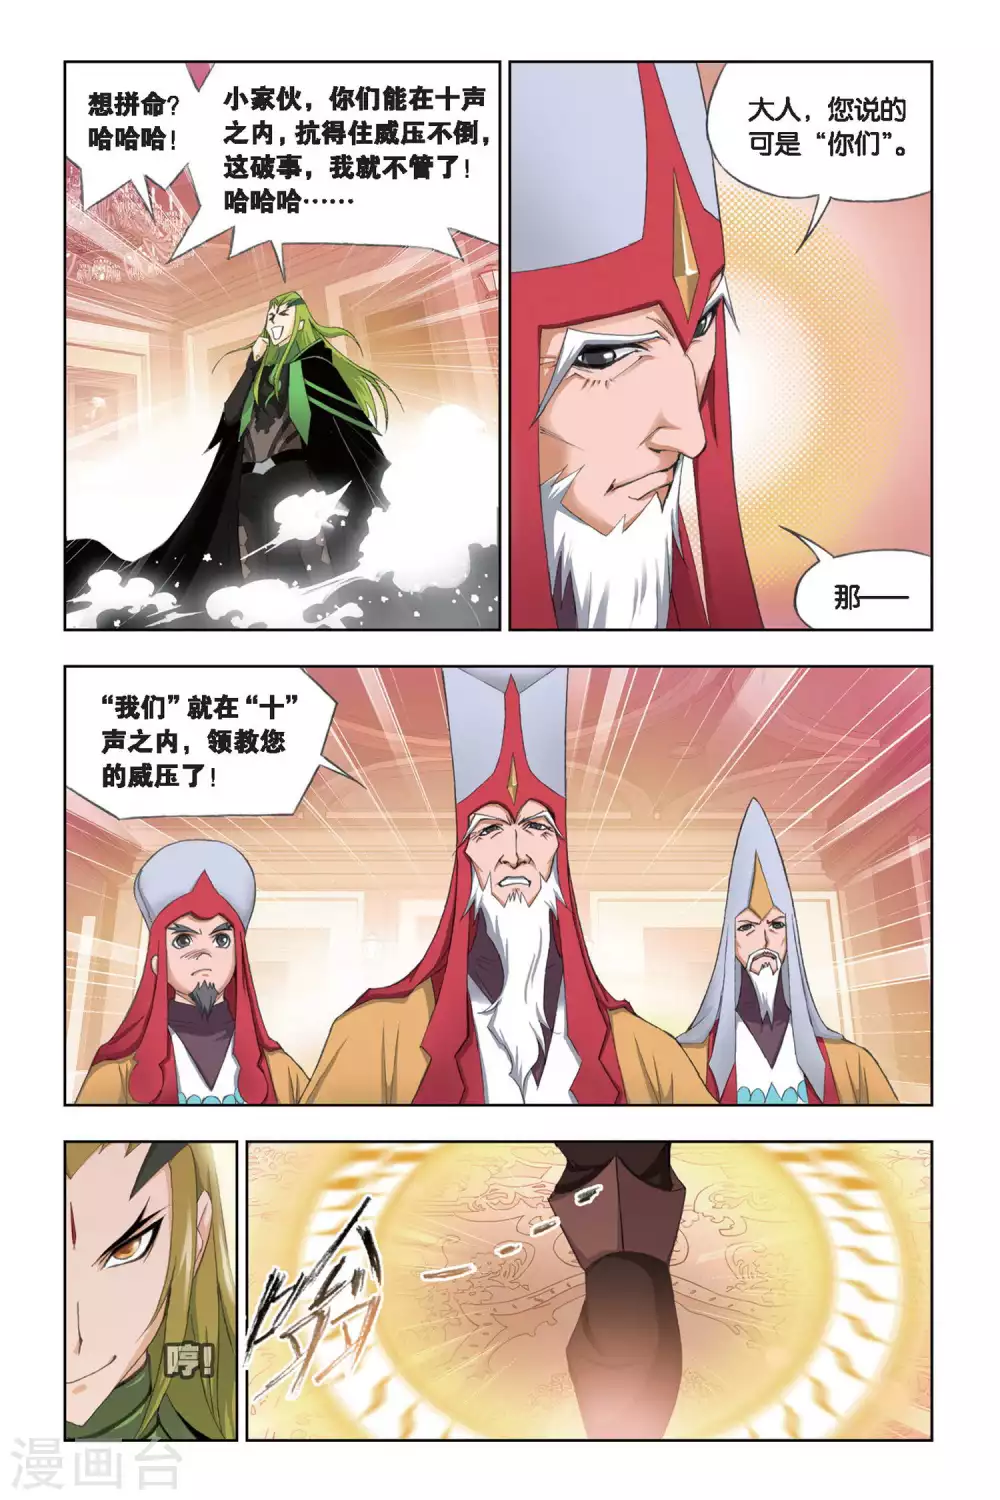 想拼命?
哈哈哈!
小家伙，你们能在十声
之内，抗得住威压不倒，
这破事，我就不管了!
哈哈哈……
大人，您说的
可是“你们”。
那——
“我们”就在“十”
声之内，领教您
的威压了!
哼!
漫画台